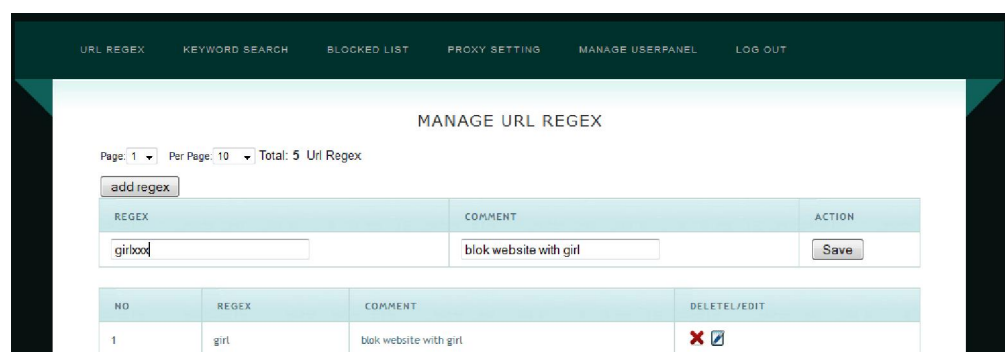 URL REGEX KEYWORD SEARCH BLOCKED LIST PROXY SETTING MANAGE USERPANEL LOG OUT
MANAGE URL REGEX
Page: 1 Per Page: 10 Total: 5 Url Regex
add regex
REGEX COMMENT ACTION
girlxxx blok website with girl Save
NO REGEX COMMENT DELETEL/EDIT
1 girl blok website with girl